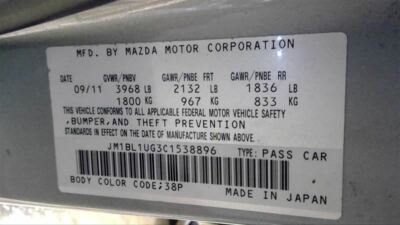 MFD. BY MAZDA MOTOR CORPORATION
GVWR/PNBV GAWR/PNBE FRT GAWR/PNBE RR
09/11 3968 LB 2132 LB 1836 LB
1800 KG 967 KG 833 KG
THIS VEHICLE CONFORMS TO ALL APPLICABLE FEDERAL MOTOR VEHICLE SAFETY
,BUMPER,AND THEFT PREVENTION
STANDARDS IN EFFECT ON THE DATE OF MANUFACTURE SHOWN ABOVE.
JM1BL1UG3C1538896 TYPE: PASS CAR
BODY COLOR CODE;38P
MADE IN JAPAN